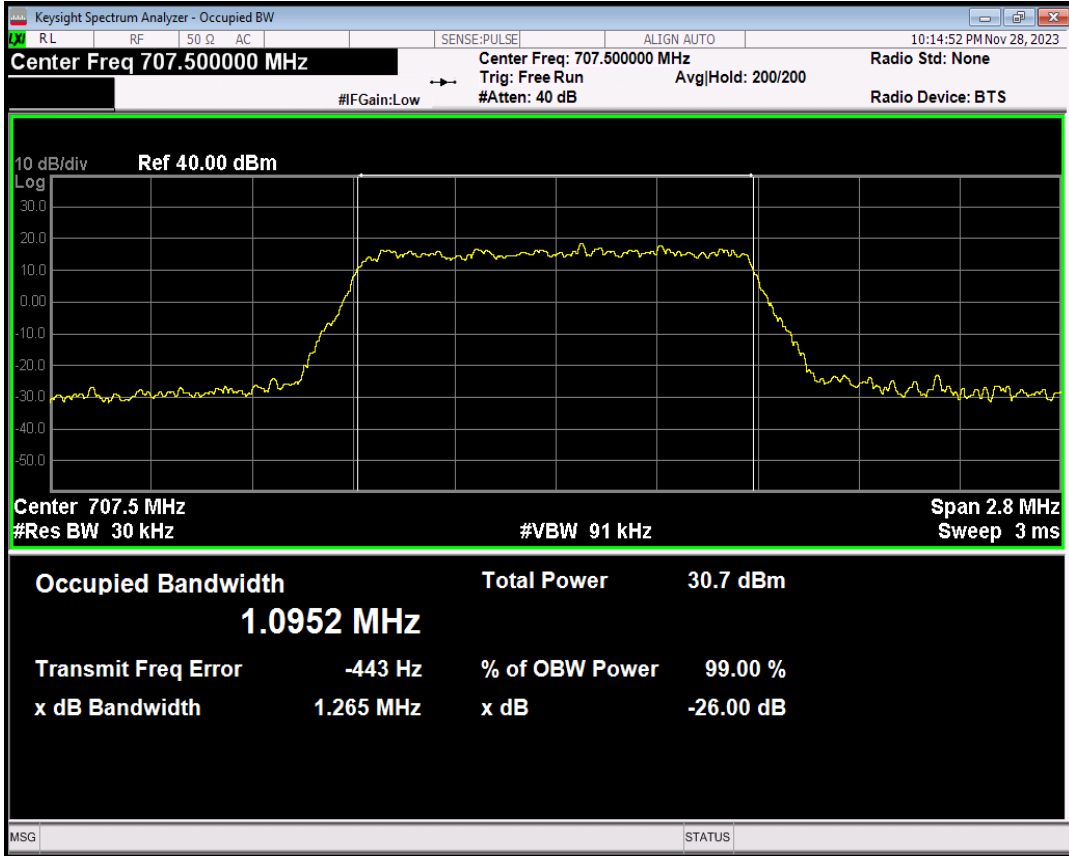 Keysight Spectrum Analyzer - Occupied BW
LXI RL RF 50 Ω AC SENSE:PULSE ALIGN AUTO 10:14:52 PM Nov 28, 2023
Center Freq 707.500000 MHz Center Freq: 707.500000 MHz Radio Std: None
Trig: Free Run Avg|Hold: 200/200
#IFGain:Low #Atten: 40 dB Radio Device: BTS
10 dB/div Ref 40.00 dBm
Log
30.0
20.0
10.0
0.00
-10.0
-20.0
-30.0
-40.0
-50.0
Center 707.5 MHz Span 2.8 MHz
#Res BW 30 kHz #VBW 91 kHz Sweep 3 ms
Occupied Bandwidth Total Power 30.7 dBm
1.0952 MHz
Transmit Freq Error -443 Hz % of OBW Power 99.00 %
x dB Bandwidth 1.265 MHz x dB -26.00 dB
MSG STATUS